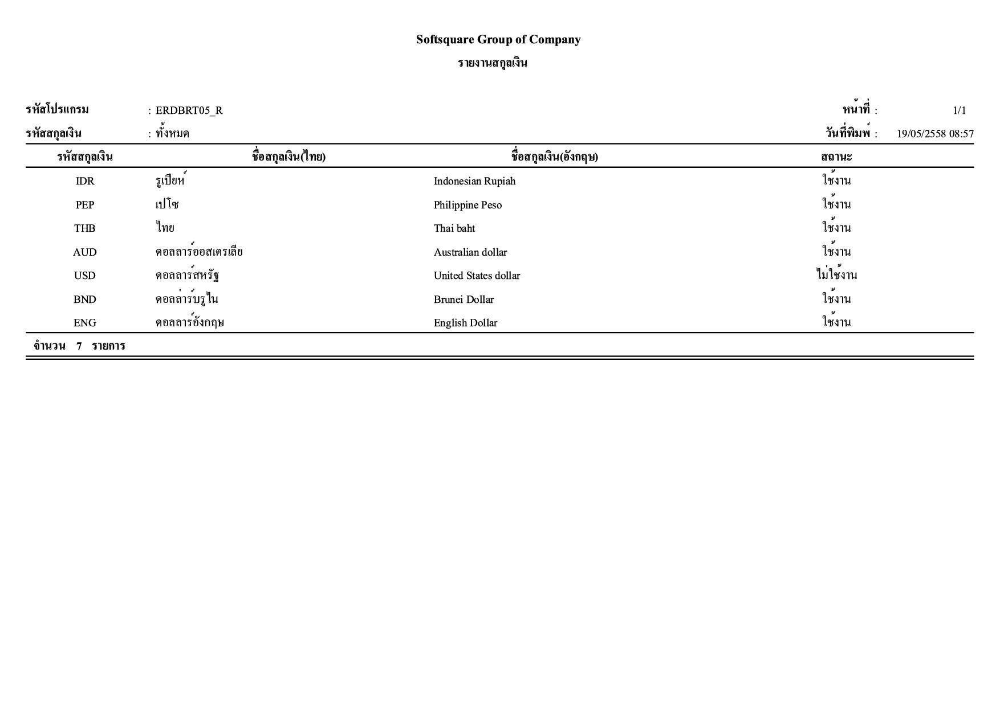 Softsquare Group of Company
รายงานสกุลเงิน
รหัสโปรแกรม : ERDBRT05_R หน้าที่ : 1/1
รหัสสกุลเงิน : ทั้งหมด วันที่พิมพ์ : 19/05/2558 08:57
รหัสสกุลเงิน ชื่อสกุลเงิน(ไทย) ชื่อสกุลเงิน(อังกฤษ) สถานะ
IDR รูเปียห์ Indonesian Rupiah ใช้งาน
PEP เปโซ Philippine Peso ใช้งาน
THB ไทย Thai baht ใช้งาน
AUD ดอลลาร์ออสเตรเลีย Australian dollar ใช้งาน
USD ดอลลาร์สหรัฐ United States dollar ไม่ใช้งาน
BND ดอลล่าร์บรูไน Brunei Dollar ใช้งาน
ENG ดอลลาร์อังกฤษ English Dollar ใช้งาน
จำนวน 7 รายการ